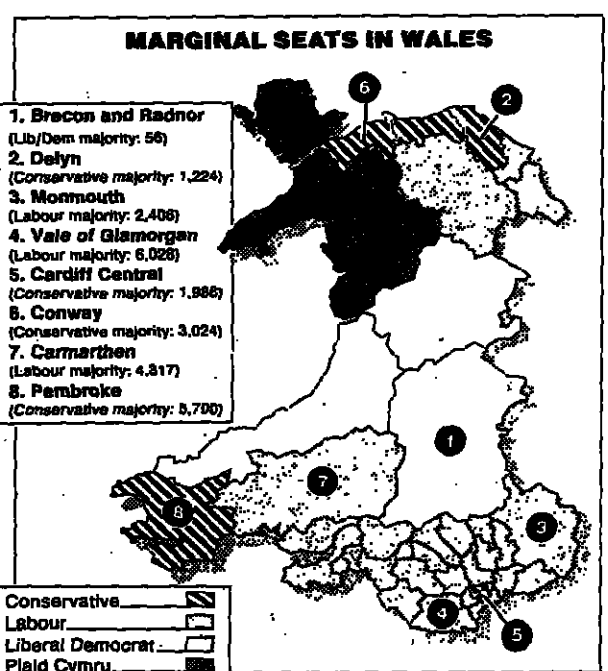 MARGINAL SEATS IN WALES
1. Brecon and Radnor
(Lib/Dem majority: 56)
2. Delyn
(Conservative majority: 1,224)
3. Monmouth
(Labour majority: 2,406)
4. Vale of Glamorgan
(Labour majority: 6,028)
5. Cardiff Central
(Conservative majority: 1,986)
6. Conway
(Conservative majority: 3,024)
7. Carmarthen
(Labour majority: 4,317)
8. Pembroke
(Conservative majority: 5,700)
6
2
1
7
8
3
4
5
Conservative
Labour
Liberal Democrat
Plaid Cymru